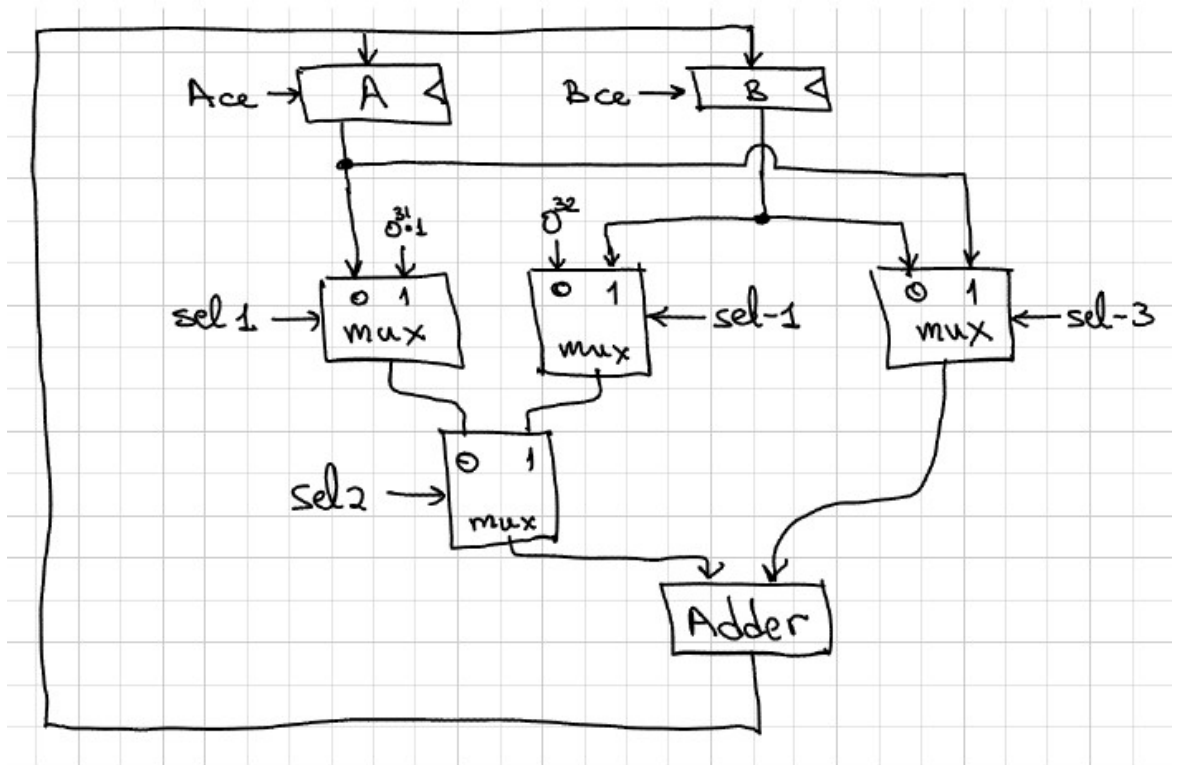 Ace A Bce B
0³¹.1 0³²
0 1 0 1 0 1
sel 1 mux mux sel-1 mux sel-3
0 1
sel2 mux
Adder